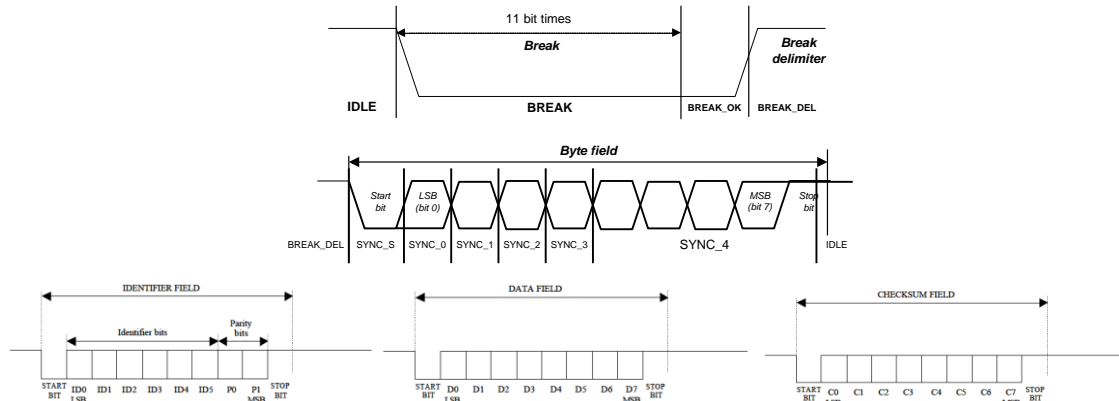 11 bit times
Break
Break
delimiter
IDLE
BREAK
BREAK_OK
BREAK_DEL
Byte field
Start
bit
LSB
(bit 0)
MSB
(bit 7)
Stop
bit
BREAK_DEL
SYNC_S
SYNC_0
SYNC_1
SYNC_2
SYNC_3
SYNC_4
IDLE
IDENTIFIER FIELD
Identifier bits
Parity
bits
START
BIT
ID0
LSB
ID1
ID2
ID3
ID4
ID5
P0
P1
MSB
STOP
BIT
DATA FIELD
START
BIT
D0
LSB
D1
D2
D3
D4
D5
D6
D7
MSB
STOP
BIT
CHECKSUM FIELD
START
BIT
C0
C1
C2
C3
C4
C5
C6
C7
STOP
BIT